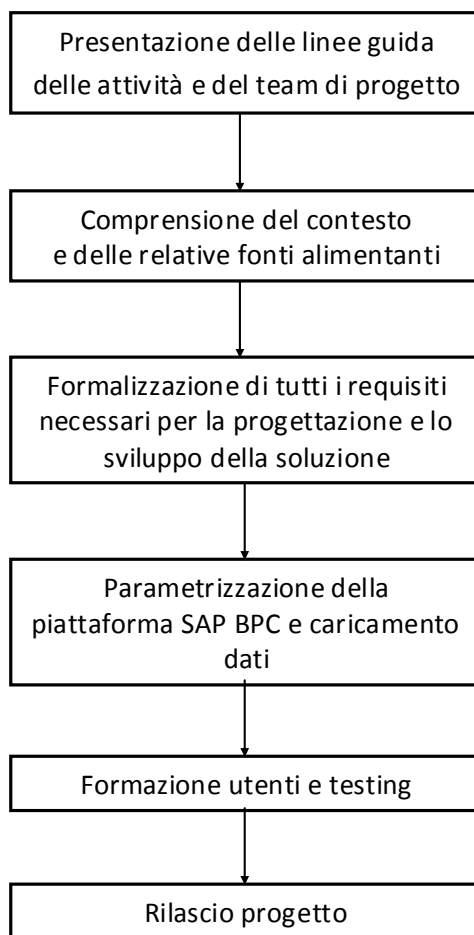 Presentazione delle linee guida
delle attività e del team di progetto
Comprensione del contesto
e delle relative fonti alimentanti
Formalizzazione di tutti i requisiti
necessari per la progettazione e lo
sviluppo della soluzione
Parametrizzazione della
piattaforma SAP BPC e caricamento
dati
Formazione utenti e testing
Rilascio progetto